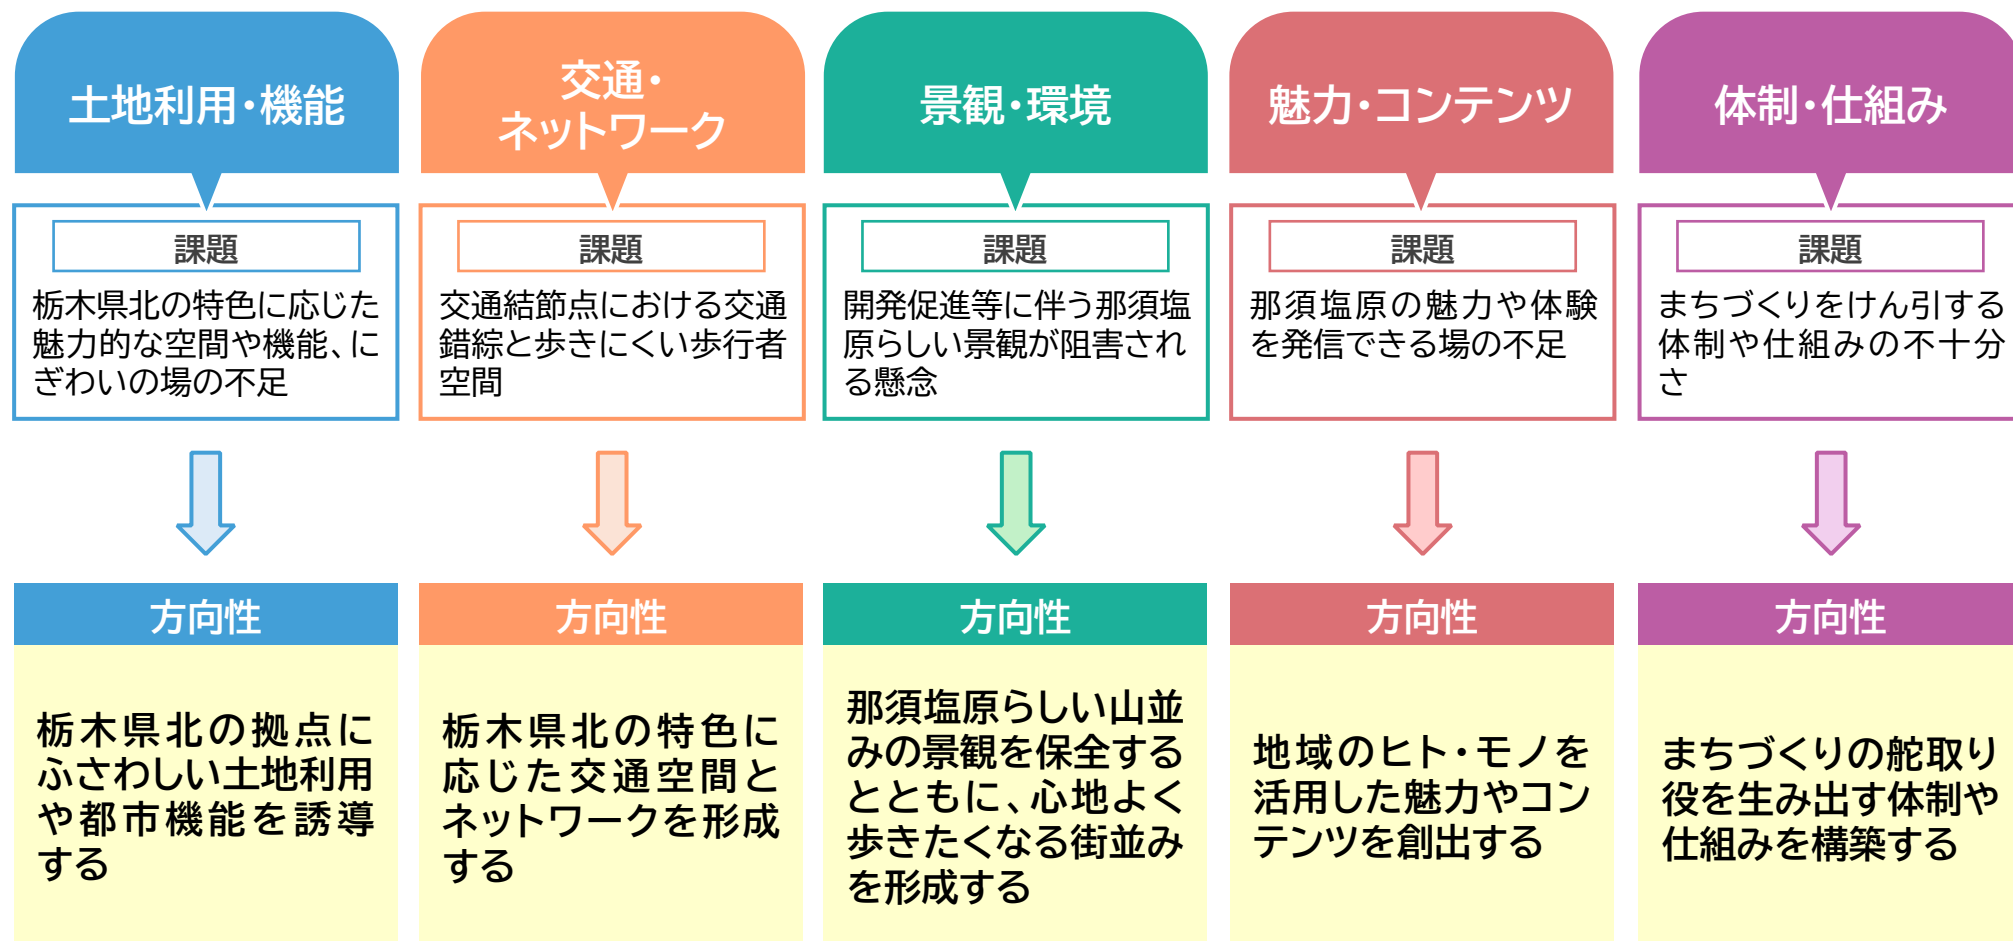 土地利用・機能
課題
栃木県北の特色に応じた
魅力的な空間や機能、に
ぎわいの場の不足
方向性
栃木県北の拠点に
ふさわしい土地利用
や都市機能を誘導
する
交通・
ネットワーク
課題
交通結節点における交通
錯綜と歩きにくい歩行者
空間
方向性
栃木県北の特色に
応じた交通空間と
ネットワークを形成
する
景観・環境
課題
開発促進等に伴う那須塩
原らしい景観が阻害され
る懸念
方向性
那須塩原らしい山並
みの景観を保全する
とともに、心地よく
歩きたくなる街並み
を形成する
魅力・コンテンツ
課題
那須塩原の魅力や体験
を発信できる場の不足
方向性
地域のヒト・モノを
活用した魅力やコン
テンツを創出する
体制・仕組み
課題
まちづくりをけん引する
体制や仕組みの不十分
さ
方向性
まちづくりの舵取り
役を生み出す体制や
仕組みを構築する